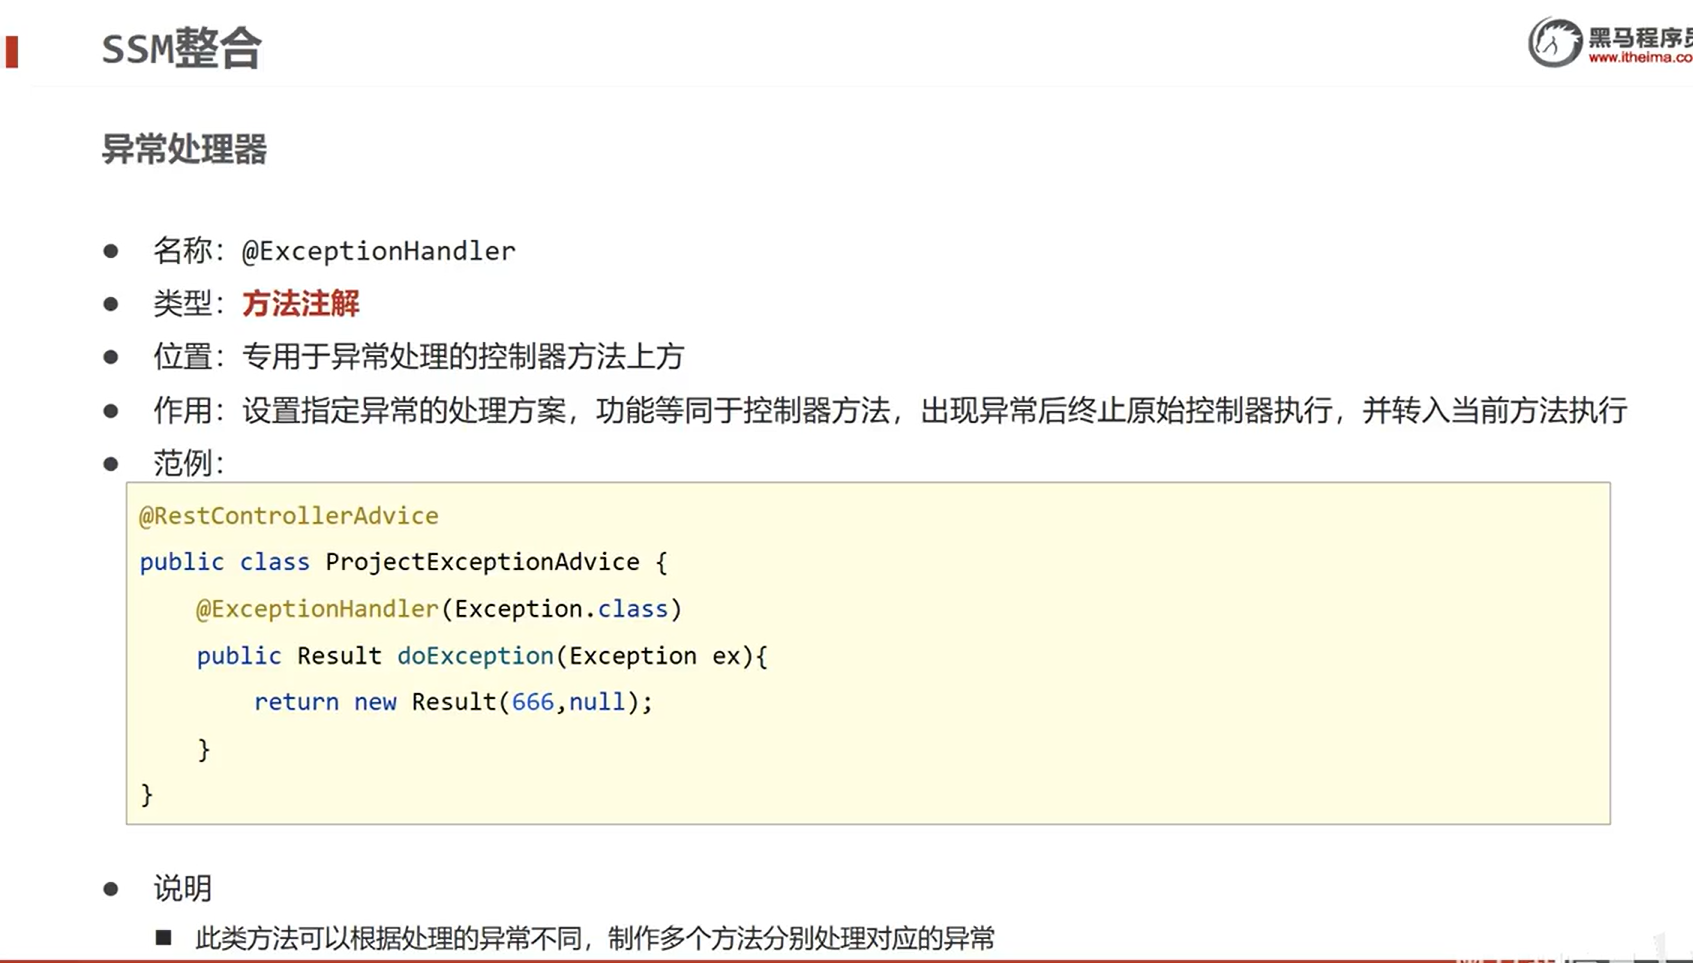 SSM整合
黑马程序员
www.itheima.co
异常处理器
● 名称：@ExceptionHandler
● 类型：方法注解
● 位置：专用于异常处理的控制器方法上方
● 作用：设置指定异常的处理方案，功能等同于控制器方法，出现异常后终止原始控制器执行，并转入当前方法执行
● 范例：
@RestControllerAdvice
public class ProjectExceptionAdvice {
    @ExceptionHandler(Exception.class)
    public Result doException(Exception ex){
        return new Result(666,null);
    }
}
● 说明
■ 此类方法可以根据处理的异常不同，制作多个方法分别处理对应的异常